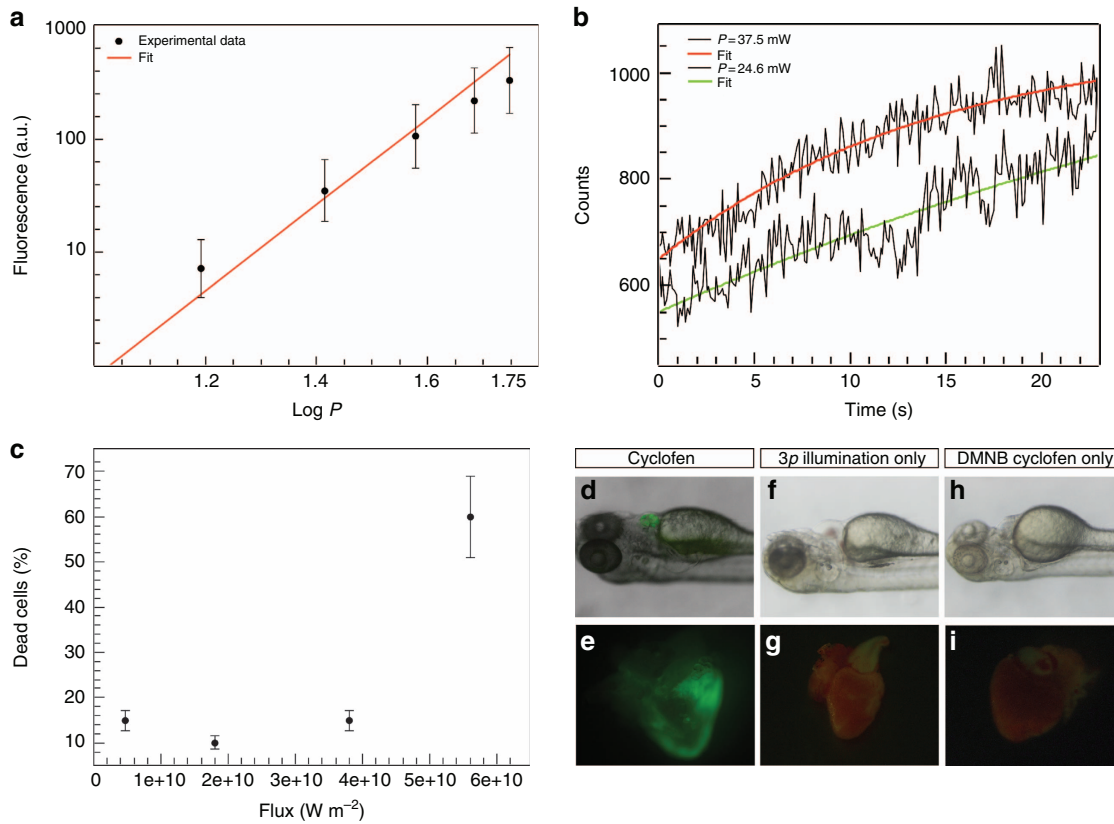 a
1000
100
10
Fluorescence (a.u.)
Experimental data
Fit
1.2
1.4
1.6
1.75
Log P
b
1000
800
600
Counts
P = 37.5 mW
Fit
P = 24.6 mW
Fit
0
5
10
15
20
Time (s)
c
70
60
50
40
30
20
10
Dead cells (%)
0
1e+10
2e+10
3e+10
4e+10
5e+10
6e+10
Flux (W m⁻²)
Cyclofen
3p illumination only
DMNB cyclofen only
d
f
h
e
g
i